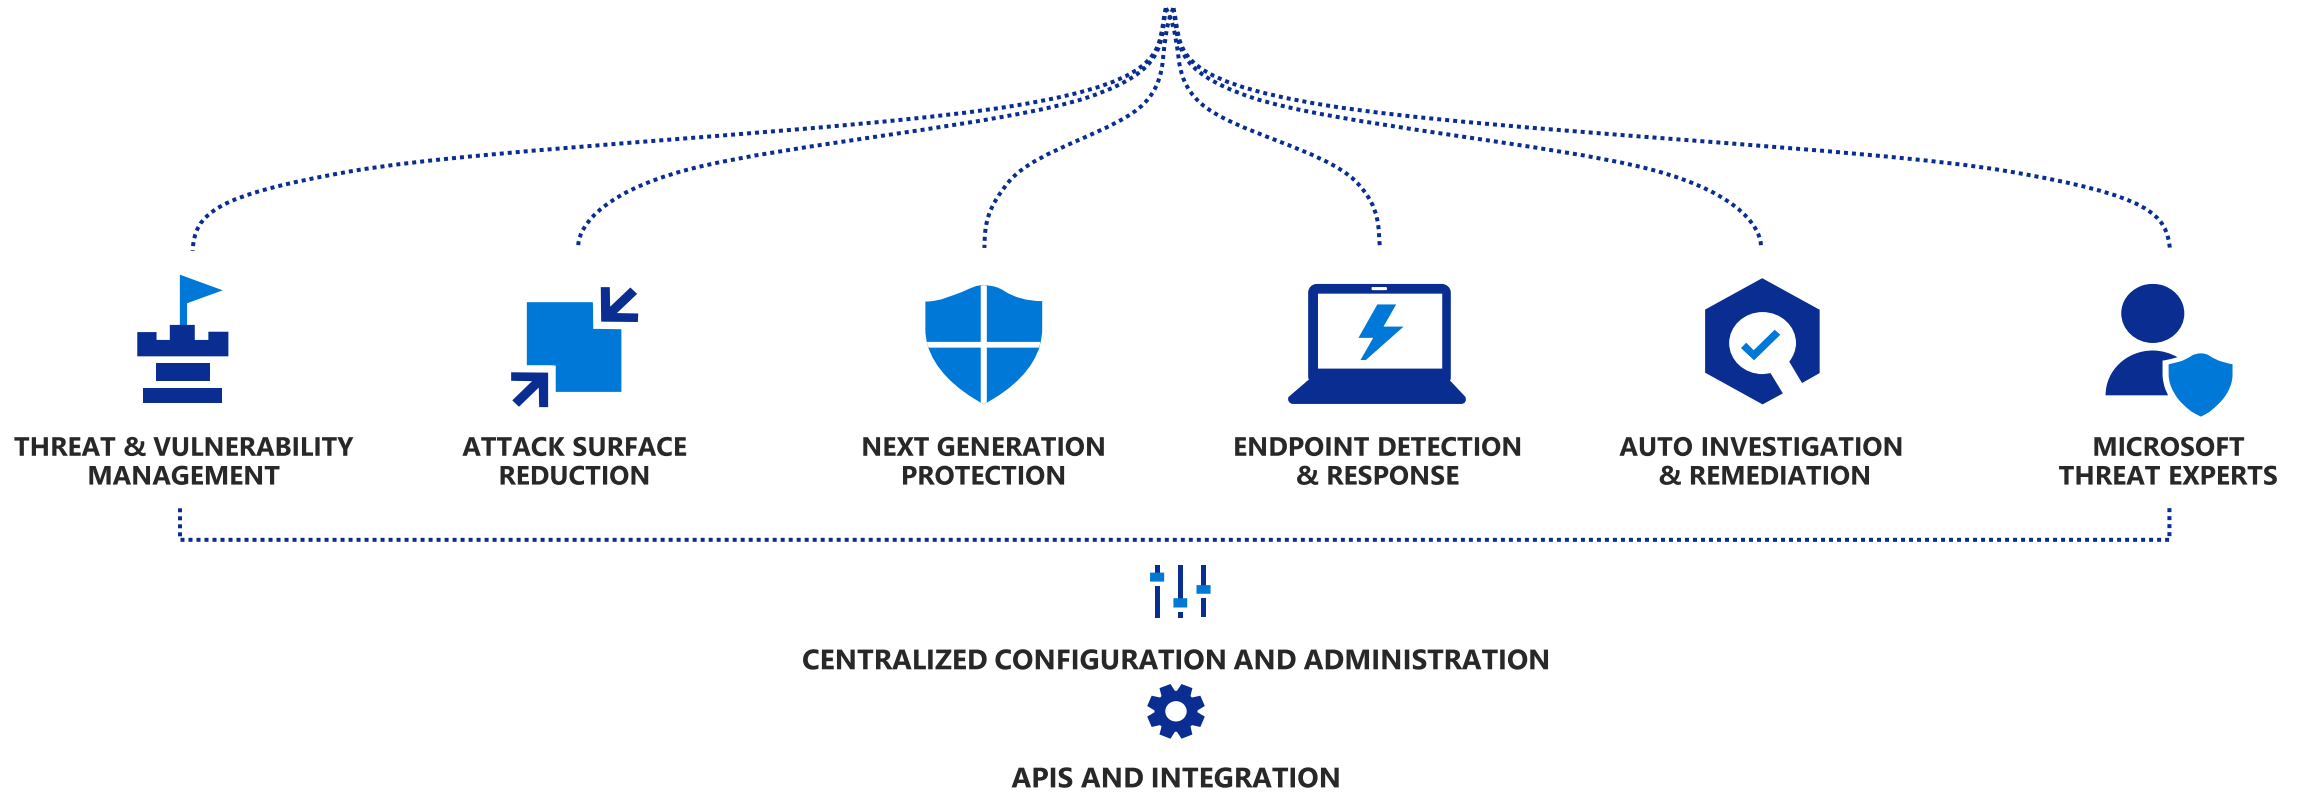 THREAT & VULNERABILITY
MANAGEMENT
ATTACK SURFACE
REDUCTION
NEXT GENERATION
PROTECTION
ENDPOINT DETECTION
& RESPONSE
AUTO INVESTIGATION
& REMEDIATION
MICROSOFT
THREAT EXPERTS
CENTRALIZED CONFIGURATION AND ADMINISTRATION
APIS AND INTEGRATION